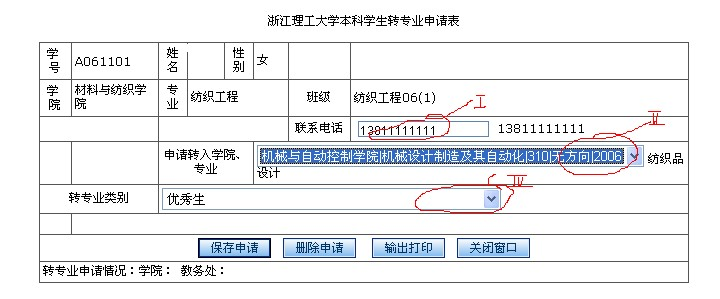 浙江理工大学本科学生转专业申请表
学号 A061101 姓名 性别 女
学院 材料与纺织学院 专业 纺织工程 班级 纺织工程06(1)
I
联系电话 13811111111 13811111111
II
申请转入学院、专业 机械与自动控制学院|机械设计制造及其自动化|310|无方向|2006 纺织品设计
转专业类别 优秀生
保存申请 删除申请 输出打印 关闭窗口
转专业申请情况：学院： 教务处：